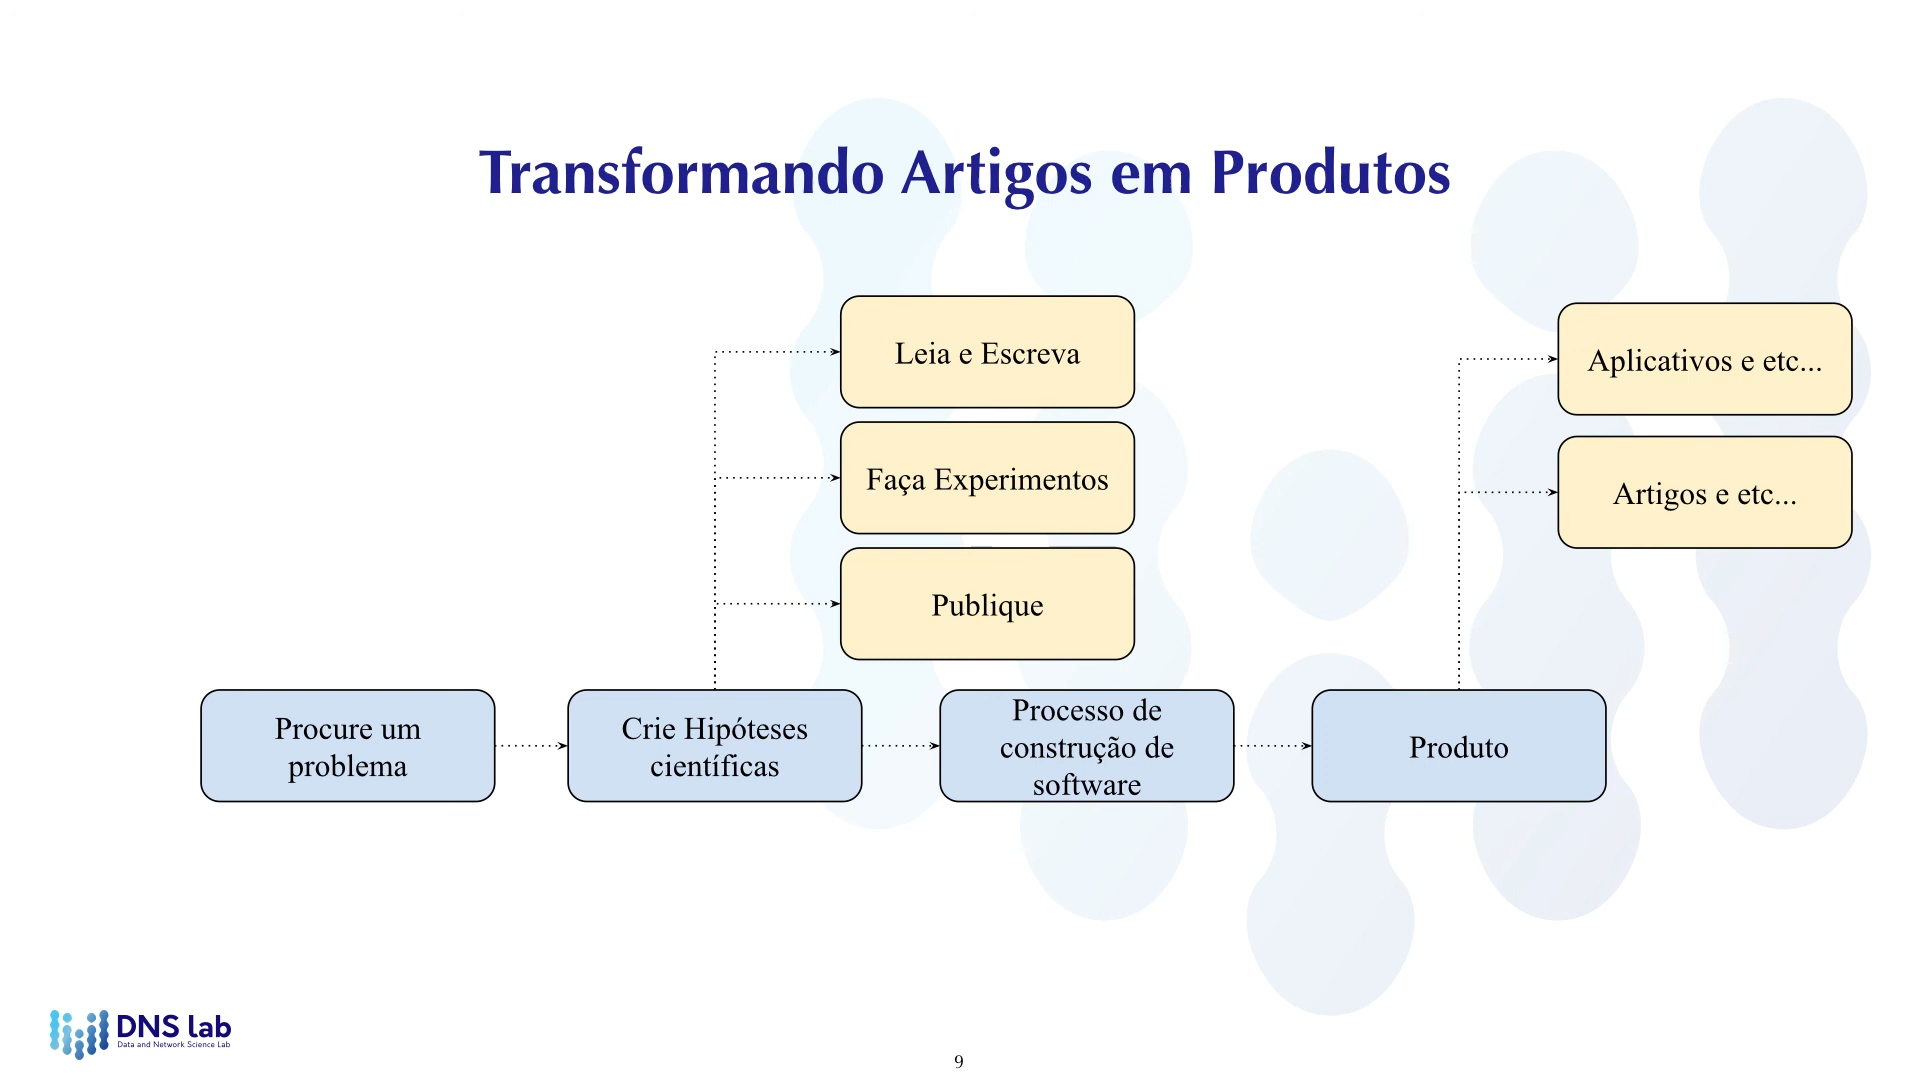 Transformando Artigos em Produtos
Leia e Escreva
Faça Experimentos
Publique
Aplicativos e etc...
Artigos e etc...
Procure um
problema
Crie Hipóteses
científicas
Processo de
construção de
software
Produto
DNS lab
Data and Network Science Lab
9